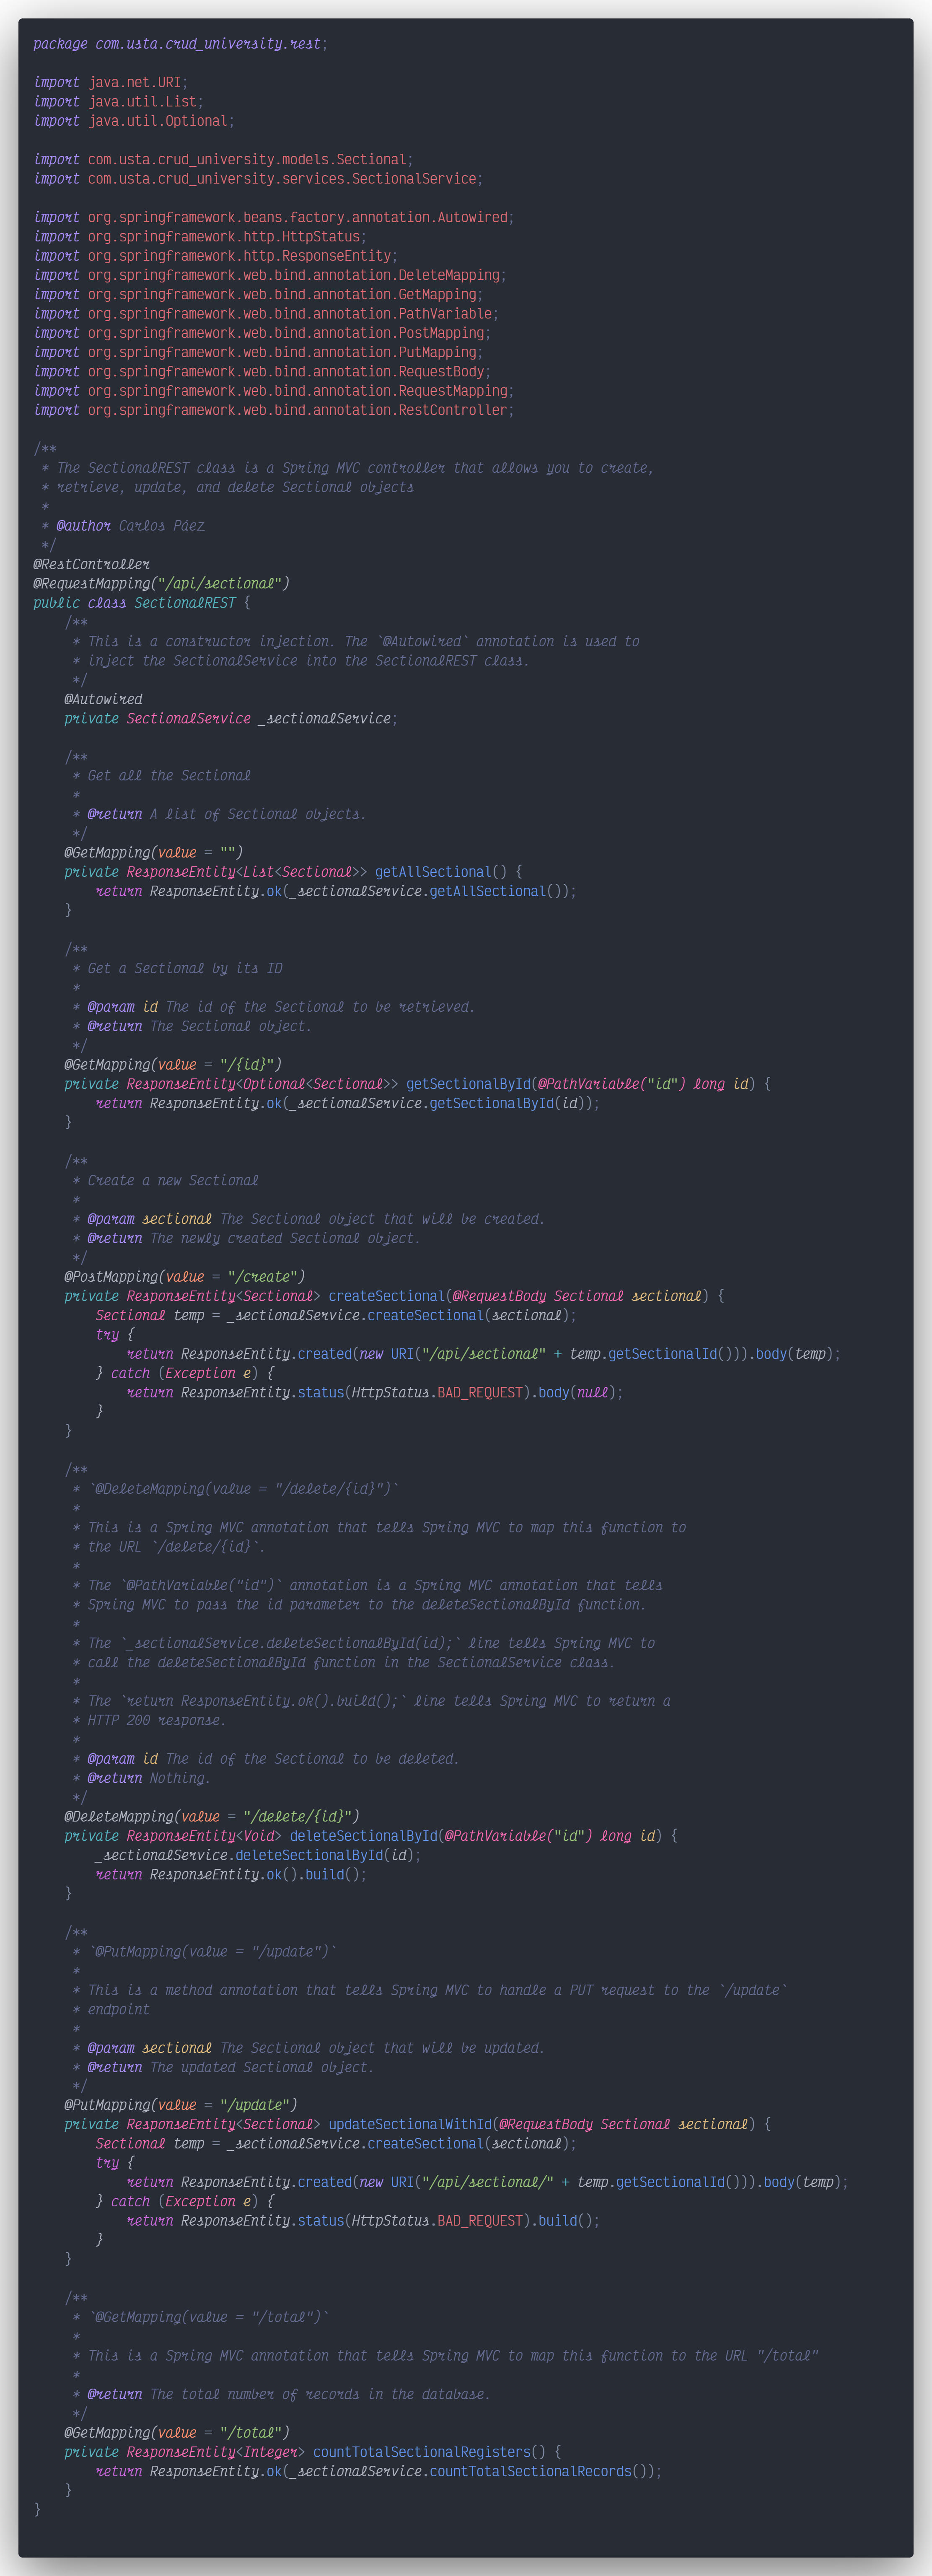 package com.usta.crud_university.rest;

import java.net.URI;
import java.util.List;
import java.util.Optional;

import com.usta.crud_university.models.Sectional;
import com.usta.crud_university.services.SectionalService;

import org.springframework.beans.factory.annotation.Autowired;
import org.springframework.http.HttpStatus;
import org.springframework.http.ResponseEntity;
import org.springframework.web.bind.annotation.DeleteMapping;
import org.springframework.web.bind.annotation.GetMapping;
import org.springframework.web.bind.annotation.PathVariable;
import org.springframework.web.bind.annotation.PostMapping;
import org.springframework.web.bind.annotation.PutMapping;
import org.springframework.web.bind.annotation.RequestBody;
import org.springframework.web.bind.annotation.RequestMapping;
import org.springframework.web.bind.annotation.RestController;

/**
 * The SectionalREST class is a Spring MVC controller that allows you to create,
 * retrieve, update, and delete Sectional objects
 *
 * @author Carlos Páez
 */
@RestController
@RequestMapping("/api/sectional")
public class SectionalREST {
    /**
     * This is a constructor injection. The `@Autowired` annotation is used to
     * inject the SectionalService into the SectionalREST class.
     */
    @Autowired
    private SectionalService _sectionalService;

    /**
     * Get all the Sectional
     *
     * @return A list of Sectional objects.
     */
    @GetMapping(value = "")
    private ResponseEntity<List<Sectional>> getAllSectional() {
        return ResponseEntity.ok(_sectionalService.getAllSectional());
    }

    /**
     * Get a Sectional by its ID
     *
     * @param id The id of the Sectional to be retrieved.
     * @return The Sectional object.
     */
    @GetMapping(value = "/{id}")
    private ResponseEntity<Optional<Sectional>> getSectionalById(@PathVariable("id") long id) {
        return ResponseEntity.ok(_sectionalService.getSectionalById(id));
    }

    /**
     * Create a new Sectional
     *
     * @param sectional The Sectional object that will be created.
     * @return The newly created Sectional object.
     */
    @PostMapping(value = "/create")
    private ResponseEntity<Sectional> createSectional(@RequestBody Sectional sectional) {
        Sectional temp = _sectionalService.createSectional(sectional);
        try {
            return ResponseEntity.created(new URI("/api/sectional" + temp.getSectionalId())).body(temp);
        } catch (Exception e) {
            return ResponseEntity.status(HttpStatus.BAD_REQUEST).body(null);
        }
    }

    /**
     * `@DeleteMapping(value = "/delete/{id}")`
     *
     * This is a Spring MVC annotation that tells Spring MVC to map this function to
     * the URL `/delete/{id}`.
     *
     * The `@PathVariable("id")` annotation is a Spring MVC annotation that tells
     * Spring MVC to pass the id parameter to the deleteSectionalById function.
     *
     * The `_sectionalService.deleteSectionalById(id);` line tells Spring MVC to
     * call the deleteSectionalById function in the SectionalService class.
     *
     * The `return ResponseEntity.ok().build();` line tells Spring MVC to return a
     * HTTP 200 response.
     *
     * @param id The id of the Sectional to be deleted.
     * @return Nothing.
     */
    @DeleteMapping(value = "/delete/{id}")
    private ResponseEntity<Void> deleteSectionalById(@PathVariable("id") long id) {
        _sectionalService.deleteSectionalById(id);
        return ResponseEntity.ok().build();
    }

    /**
     * `@PutMapping(value = "/update")`
     *
     * This is a method annotation that tells Spring MVC to handle a PUT request to the `/update`
     * endpoint
     *
     * @param sectional The Sectional object that will be updated.
     * @return The updated Sectional object.
     */
    @PutMapping(value = "/update")
    private ResponseEntity<Sectional> updateSectionalWithId(@RequestBody Sectional sectional) {
        Sectional temp = _sectionalService.createSectional(sectional);
        try {
            return ResponseEntity.created(new URI("/api/sectional/" + temp.getSectionalId())).body(temp);
        } catch (Exception e) {
            return ResponseEntity.status(HttpStatus.BAD_REQUEST).build();
        }
    }

    /**
     * `@GetMapping(value = "/total")`
     *
     * This is a Spring MVC annotation that tells Spring MVC to map this function to the URL "/total"
     *
     * @return The total number of records in the database.
     */
    @GetMapping(value = "/total")
    private ResponseEntity<Integer> countTotalSectionalRegisters() {
        return ResponseEntity.ok(_sectionalService.countTotalSectionalRecords());
    }
}